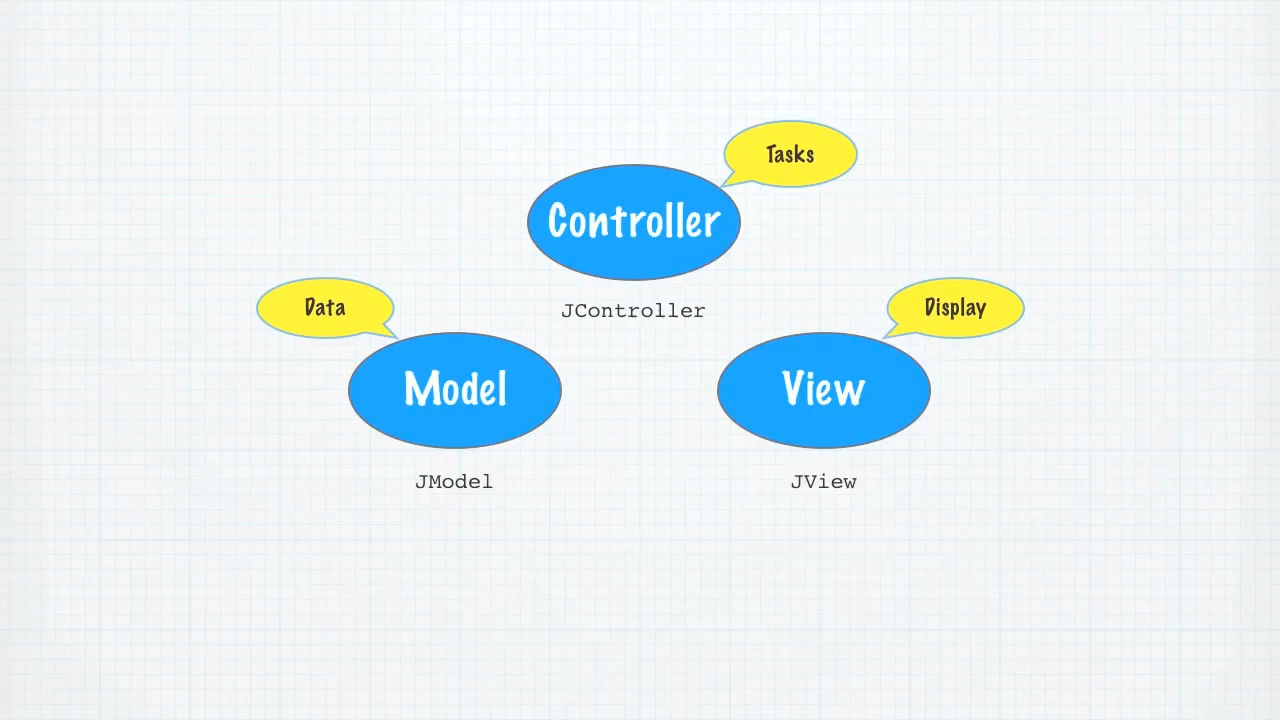 Tasks
Controller
JController
Data
Display
Model
View
JModel
JView